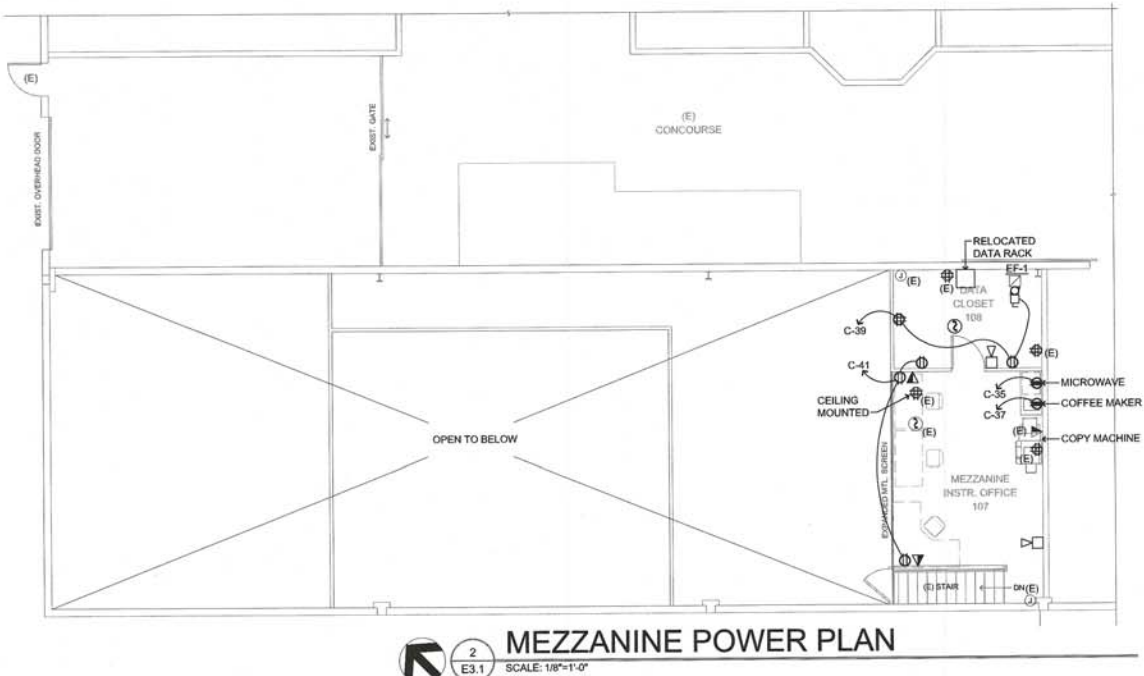 (E)
EXIST. OVERHEAD DOOR
EXIST. GATE
(E)
CONCOURSE
RELOCATED
DATA RACK
EF-1
J
(E)
(E)
DATA
CLOSET
108
C-39
(E)
C-41
MICROWAVE
C-35
COFFEE MAKER
C-37
CEILING
MOUNTED
(E)
(E)
(E)
COPY MACHINE
(E)
OPEN TO BELOW
EXPANDED MTL. SCREEN
MEZZANINE
INSTR. OFFICE
107
(E) STAIR
DN
(E)
J
2
E3.1
MEZZANINE POWER PLAN
SCALE: 1/8"=1'-0"